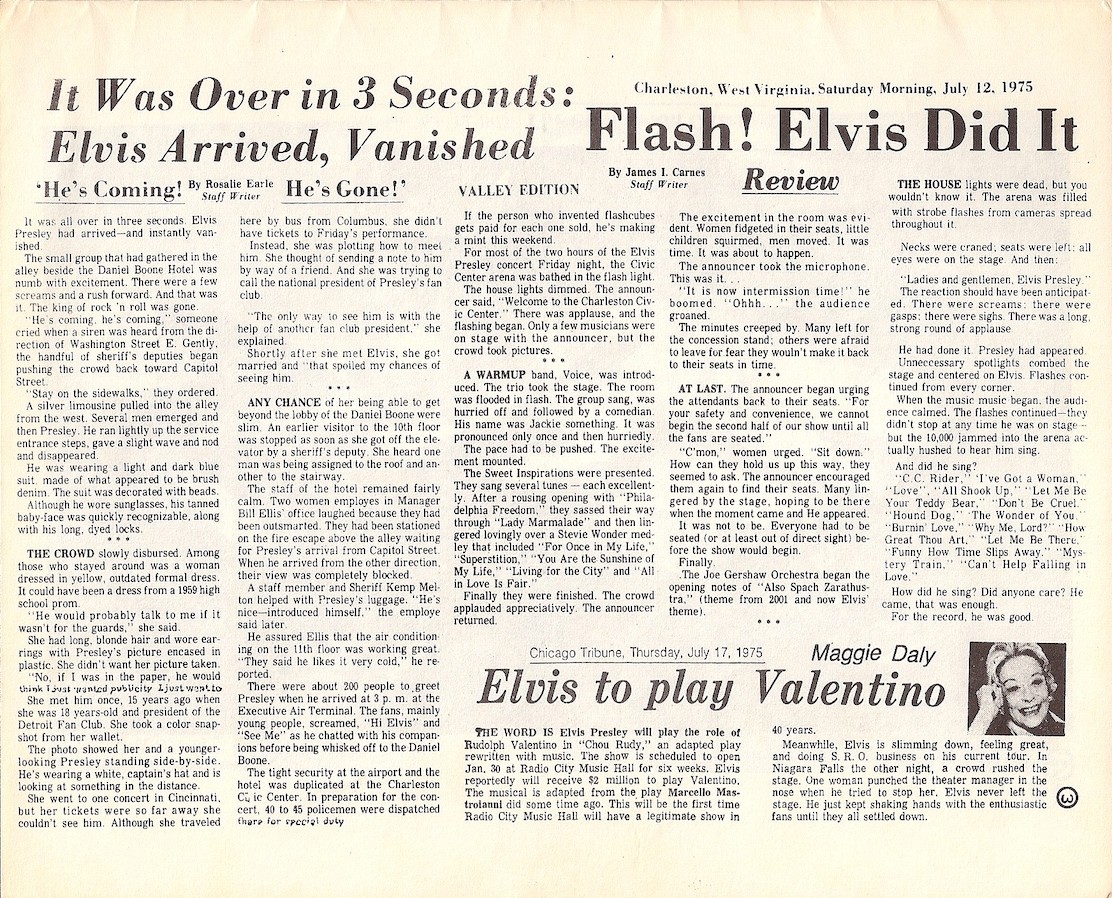 It Was Over in 3 Seconds:
Elvis Arrived, Vanished
'He's Coming!
By Rosalie Earle
Staff Writer
He's Gone!'
It was all over in three seconds. Elvis
Presley had arrived—and instantly van-
ished.
The small group that had gathered in the
alley beside the Daniel Boone Hotel was
numb with excitement. There were a few
screams and a rush forward. And that was
it. The king of rock 'n roll was gone.
"He's coming, he's coming," someone
cried when a siren was heard from the di-
rection of Washington Street E. Gently,
the handful of sheriff's deputies began
pushing the crowd back toward Capitol
Street.
"Stay on the sidewalks," they ordered.
A silver limousine pulled into the alley
from the west. Several men emerged and
then Presley. He ran lightly up the service
entrance steps, gave a slight wave and nod
and disappeared.
He was wearing a light and dark blue
suit, made of what appeared to be brush
denim. The suit was decorated with beads.
Although he wore sunglasses, his tanned
baby-face was quickly recognizable, along
with his long, dyed locks.
* * *
THE CROWD slowly disbursed. Among
those who stayed around was a woman
dressed in yellow, outdated formal dress.
It could have been a dress from a 1959 high
school prom.
"He would probably talk to me if it
wasn't for the guards," she said.
She had long, blonde hair and wore ear-
rings with Presley's picture encased in
plastic. She didn't want her picture taken.
"No, if I was in the paper, he would
think I just wanted publicity I just want to
She met him once, 15 years ago when
she was 18 years-old and president of the
Detroit Fan Club. She took a color snap-
shot from her wallet.
The photo showed her and a younger-
looking Presley standing side-by-side.
He's wearing a white, captain's hat and is
looking at something in the distance.
She went to one concert in Cincinnati,
but her tickets were so far away she
couldn't see him. Although she traveled
here by bus from Columbus, she didn't
have tickets to Friday's performance.
Instead, she was plotting how to meet
him. She thought of sending a note to him
by way of a friend. And she was trying to
call the national president of Presley's fan
club.
"The only way to see him is with the
help of another fan club president," she
explained.
Shortly after she met Elvis, she got
married and "that spoiled my chances of
seeing him.
* * *
ANY CHANCE of her being able to get
beyond the lobby of the Daniel Boone were
slim. An earlier visitor to the 10th floor
was stopped as soon as she got off the ele-
vator by a sheriff's deputy. She heard one
man was being assigned to the roof and an-
other to the stairway.
The staff of the hotel remained fairly
calm. Two women employes in Manager
Bill Ellis' office laughed because they had
been outsmarted. They had been stationed
on the fire escape above the alley waiting
for Presley's arrival from Capitol Street.
When he arrived from the other direction,
their view was completely blocked.
A staff member and Sheriff Kemp Mel-
ton helped with Presley's luggage. "He's
nice—introduced himself," the employe
said later.
He assured Ellis that the air condition-
ing on the 11th floor was working great.
"They said he likes it very cold," he re-
ported.
There were about 200 people to greet
Presley when he arrived at 3 p. m. at the
Executive Air Terminal. The fans, mainly
young people, screamed, "Hi Elvis" and
"See Me" as he chatted with his compan-
ions before being whisked off to the Daniel
Boone.
The tight security at the airport and the
hotel was duplicated at the Charleston
Civic Center. In preparation for the con-
cert, 40 to 45 policemen were dispatched
there for special duty
Charleston, West Virginia, Saturday Morning, July 12, 1975
Flash! Elvis Did It
VALLEY EDITION
By James I. Carnes
Staff Writer
Review
If the person who invented flashcubes
gets paid for each one sold, he's making
a mint this weekend.
For most of the two hours of the Elvis
Presley concert Friday night, the Civic
Center arena was bathed in the flash light.
The house lights dimmed. The announ-
cer said, "Welcome to the Charleston Civ-
ic Center." There was applause, and the
flashing began. Only a few musicians were
on stage with the announcer, but the
crowd took pictures.
* * *
A WARMUP band, Voice, was introd-
uced. The trio took the stage. The room
was flooded in flash. The group sang, was
hurried off and followed by a comedian.
His name was Jackie something. It was
pronounced only once and then hurriedly.
The pace had to be pushed. The excite-
ment mounted.
The Sweet Inspirations were presented.
They sang several tunes — each excellent-
ly. After a rousing opening with "Phila-
delphia Freedom," they sassed their way
through "Lady Marmalade" and then lin-
gered lovingly over a Stevie Wonder med-
ley that included "For Once in My Life,"
"Superstition," "You Are the Sunshine of
My Life," "Living for the City" and "All
in Love Is Fair."
Finally they were finished. The crowd
applauded appreciatively. The announcer
returned.
The excitement in the room was evi-
dent. Women fidgeted in their seats, little
children squirmed, men moved. It was
time. It was about to happen.
The announcer took the microphone.
This was it. . .
"It is now intermission time!" he
boomed. "Ohhh. . ." the audience
groaned.
The minutes creeped by. Many left for
the concession stand; others were afraid
to leave for fear they wouldn't make it back
to their seats in time.
* * *
AT LAST. The announcer began urging
the attendants back to their seats. "For
your safety and convenience, we cannot
begin the second half of our show until all
the fans are seated."
"C'mon," women urged. "Sit down."
How can they hold us up this way, they
seemed to ask. The announcer encouraged
them again to find their seats. Many lin-
gered by the stage, hoping to be there
when the moment came and He appeared.
It was not to be. Everyone had to be
seated (or at least out of direct sight) be-
fore the show would begin.
Finally.
The Joe Gershaw Orchestra began the
opening notes of "Also Spach Zarathus-
tra," (theme from 2001 and now Elvis'
theme).
* * *
THE HOUSE lights were dead, but you
wouldn't know it. The arena was filled
with strobe flashes from cameras spread
throughout it.
Necks were craned; seats were left; all
eyes were on the stage. And then:
"Ladies and gentlemen, Elvis Presley"
The reaction should have been anticipat-
ed. There were screams; there were
gasps; there were sighs. There was a long,
strong round of applause
He had done it. Presley had appeared.
Unnecessary spotlights combed the
stage and centered on Elvis. Flashes con-
tinued from every corner.
When the music music began, the audi-
ence calmed. The flashes continued—they
didn't stop at any time he was on stage—
but the 10,000 jammed into the arena ac-
tually hushed to hear him sing.
And did he sing?
"C.C. Rider," 'I've Got a Woman,"
"Love", "All Shook Up," "Let Me Be
Your Teddy Bear," "Don't Be Cruel."
"Hound Dog," 'The Wonder of You."
"Burnin' Love," "Why Me, Lord?" "How
Great Thou Art," "Let Me Be There,"
"Funny How Time Slips Away," "Mys-
tery Train," "Can't Help Falling in
Love."
How did he sing? Did anyone care? He
came, that was enough.
For the record, he was good.
Chicago Tribune, Thursday, July 17, 1975
Maggie Daly
Elvis to play Valentino
THE WORD IS Elvis Presley will play the role of
Rudolph Valentino in "Chou Rudy," an adapted play
rewritten with music. The show is scheduled to open
Jan. 30 at Radio City Music Hall for six weeks. Elvis
reportedly will receive $2 million to play Valentino,
The musical is adapted from the play Marcello Mas-
troianni did some time ago. This will be the first time
Radio City Music Hall will have a legitimate show in
40 years.
Meanwhile, Elvis is slimming down, feeling great,
and doing S. R. O. business on his current tour. In
Niagara Falls the other night, a crowd rushed the
stage. One woman punched the theater manager in the
nose when he tried to stop her. Elvis never left the
stage. He just kept shaking hands with the enthusiastic
fans until they all settled down.